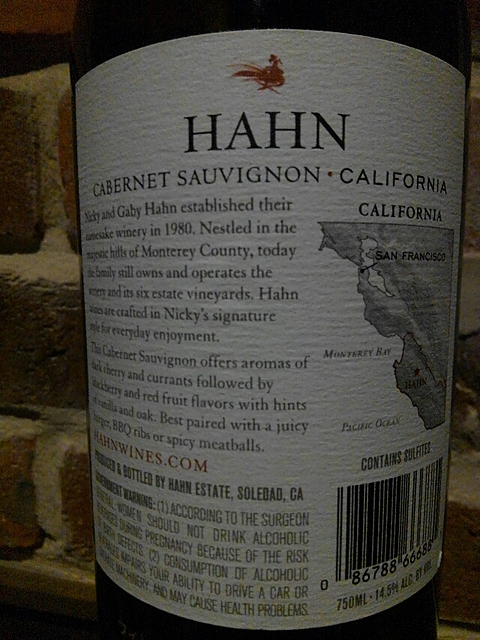 HAHN
CABERNET SAUVIGNON • CALIFORNIA
Nicky and Gaby Hahn established their
namesake winery in 1980. Nestled in the
majestic hills of Monterey County, today
the family still owns and operates the
winery and its six estate vineyards. Hahn
wines are crafted in Nicky's signature
style for everyday enjoyment.
This Cabernet Sauvignon offers aromas of
dark cherry and currants followed by
blackberry and red fruit flavors with hints
of vanilla and oak. Best paired with a juicy
burger, BBQ ribs or spicy meatballs.
HAHNWINES.COM
PRODUCED & BOTTLED BY HAHN ESTATE, SOLEDAD, CA
GOVERNMENT WARNING: (1) ACCORDING TO THE SURGEON
GENERAL, WOMEN SHOULD NOT DRINK ALCOHOLIC
BEVERAGES DURING PREGNANCY BECAUSE OF THE RISK
OF BIRTH DEFECTS. (2) CONSUMPTION OF ALCOHOLIC
BEVERAGES IMPAIRS YOUR ABILITY TO DRIVE A CAR OR
OPERATE MACHINERY, AND MAY CAUSE HEALTH PROBLEMS.
CALIFORNIA
SAN FRANCISCO
MONTEREY BAY
HAHN
PACIFIC OCEAN
CONTAINS SULFITES
0 86788 66688
750ML • 14.5% ALC. BY VOL.